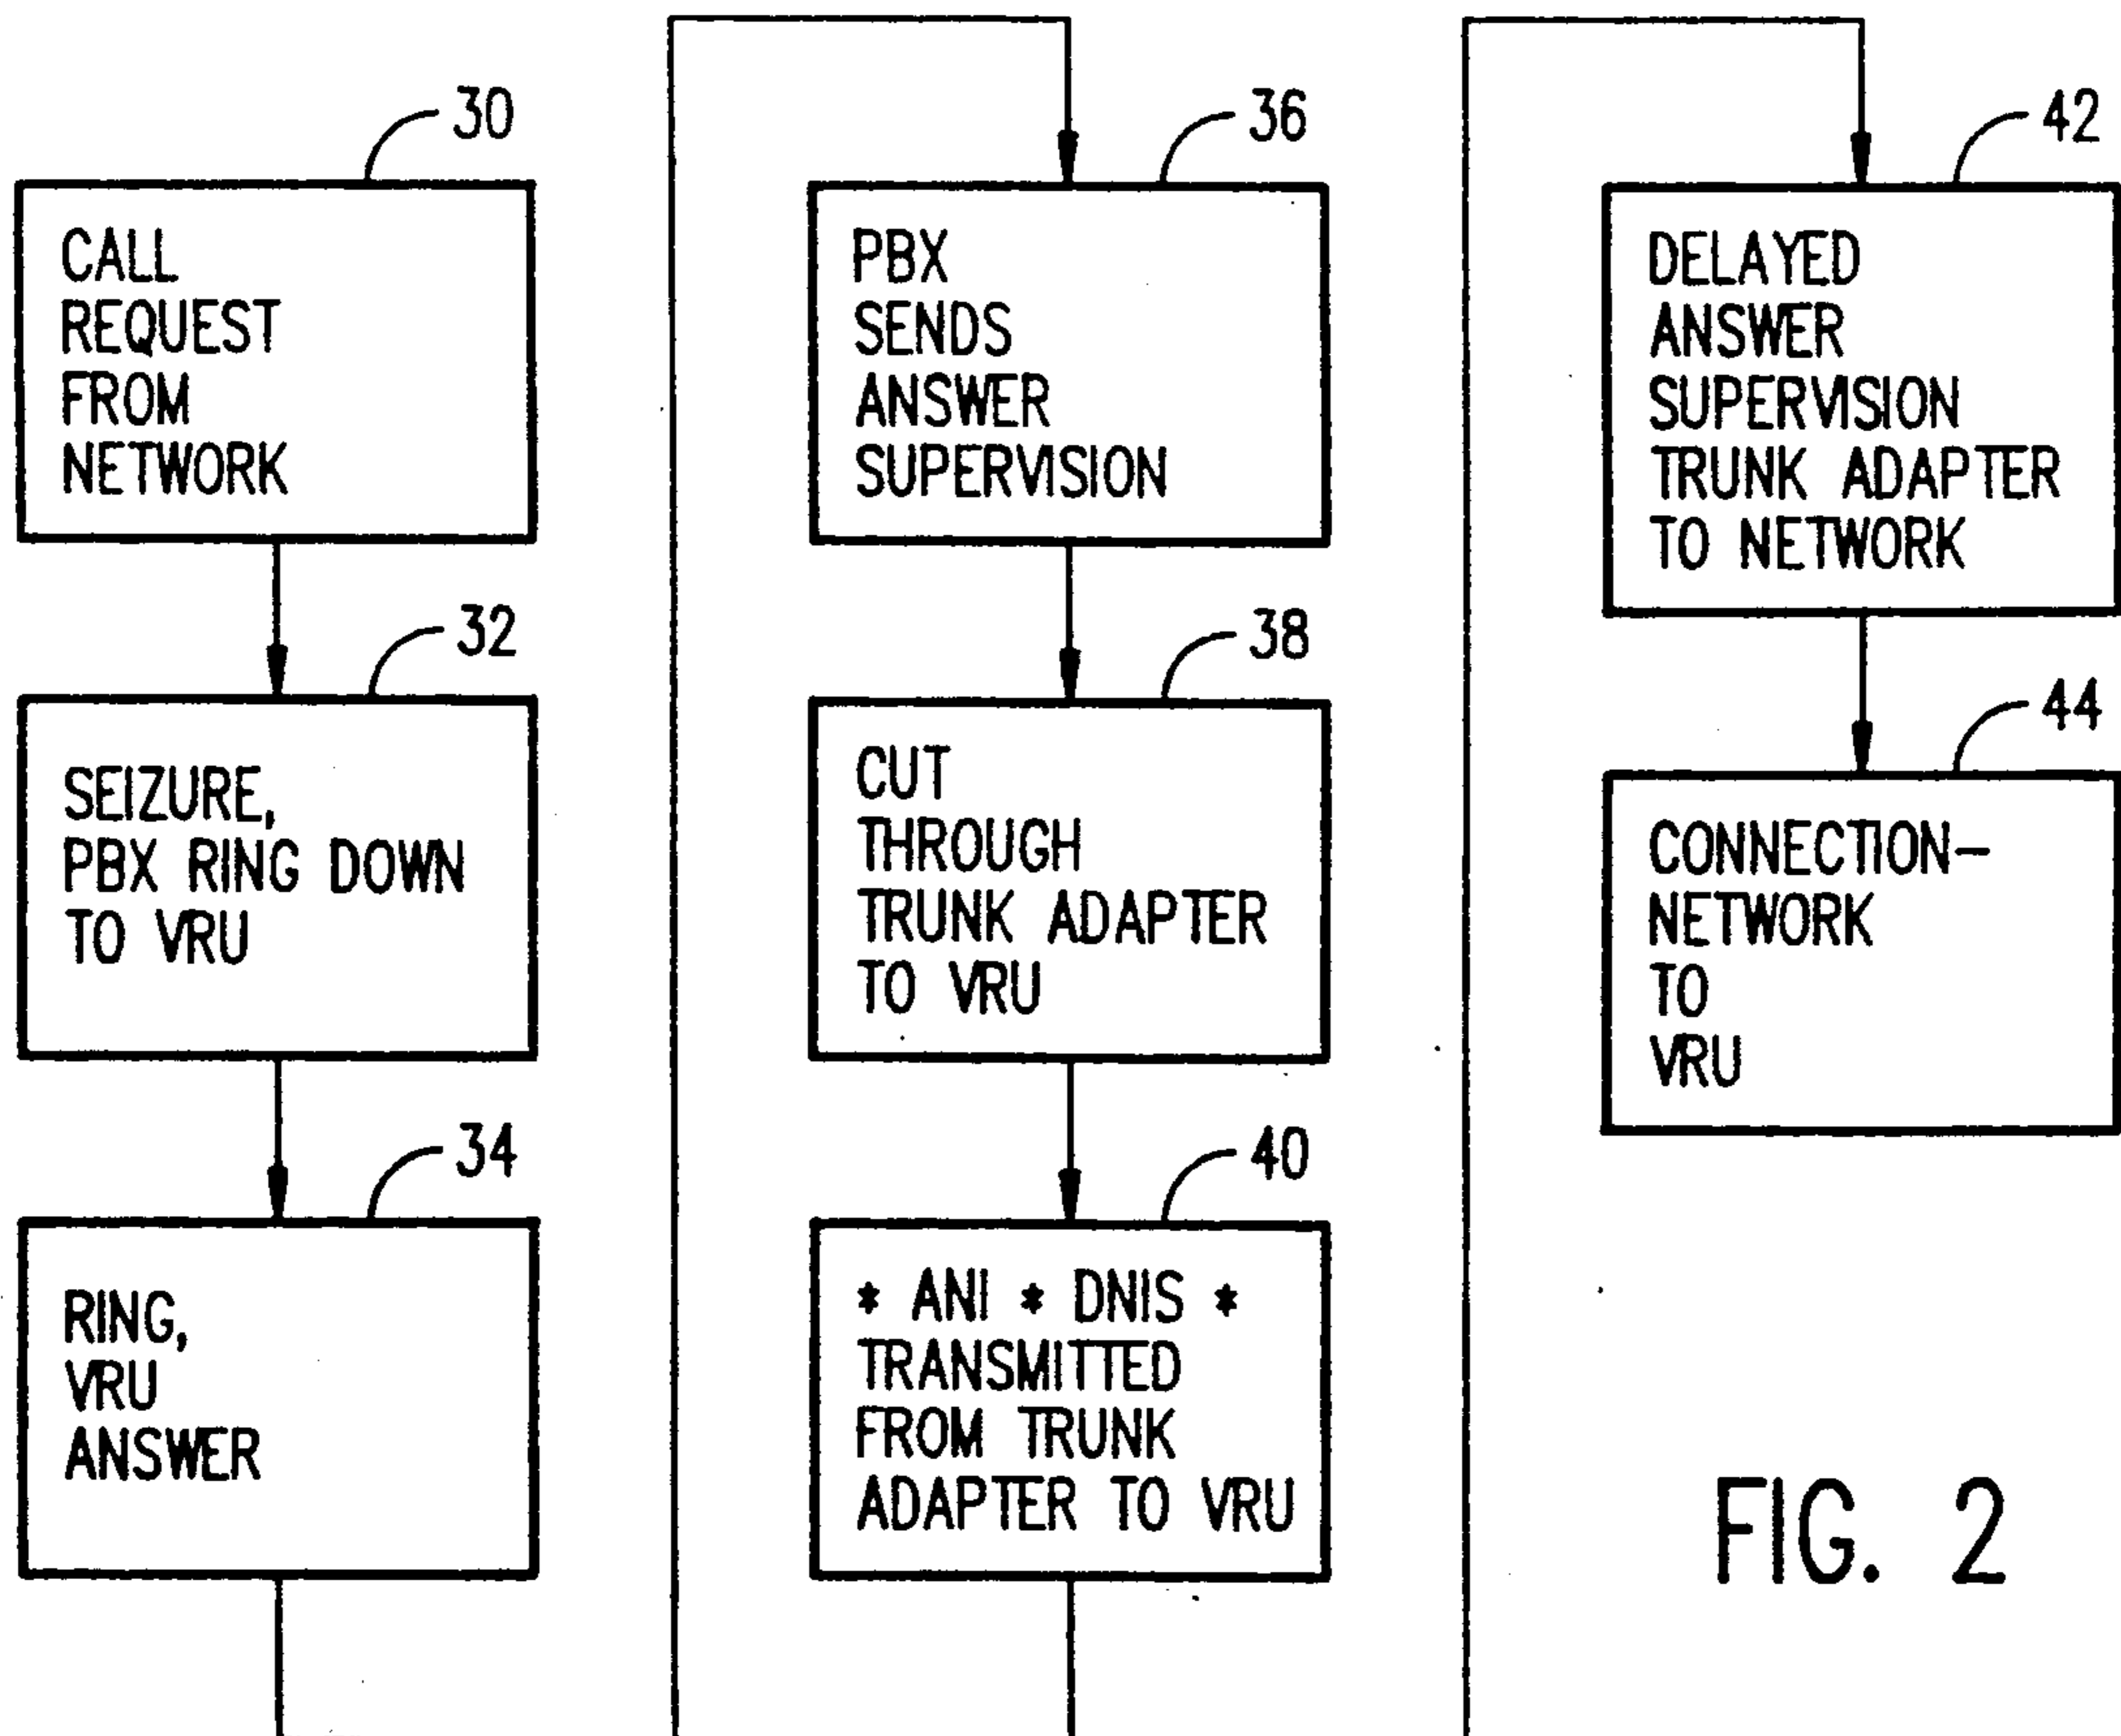 30
CALL
REQUEST
FROM
NETWORK
32
SEIZURE,
PBX RING DOWN
TO VRU
34
RING,
VRU
ANSWER
36
PBX
SENDS
ANSWER
SUPERVISION
38
CUT
THROUGH
TRUNK ADAPTER
TO VRU
40
* ANI * DNIS *
TRANSMITTED
FROM TRUNK
ADAPTER TO VRU
42
DELAYED
ANSWER
SUPERVISION
TRUNK ADAPTER
TO NETWORK
44
CONNECTION-
NETWORK
TO
VRU
FIG. 2